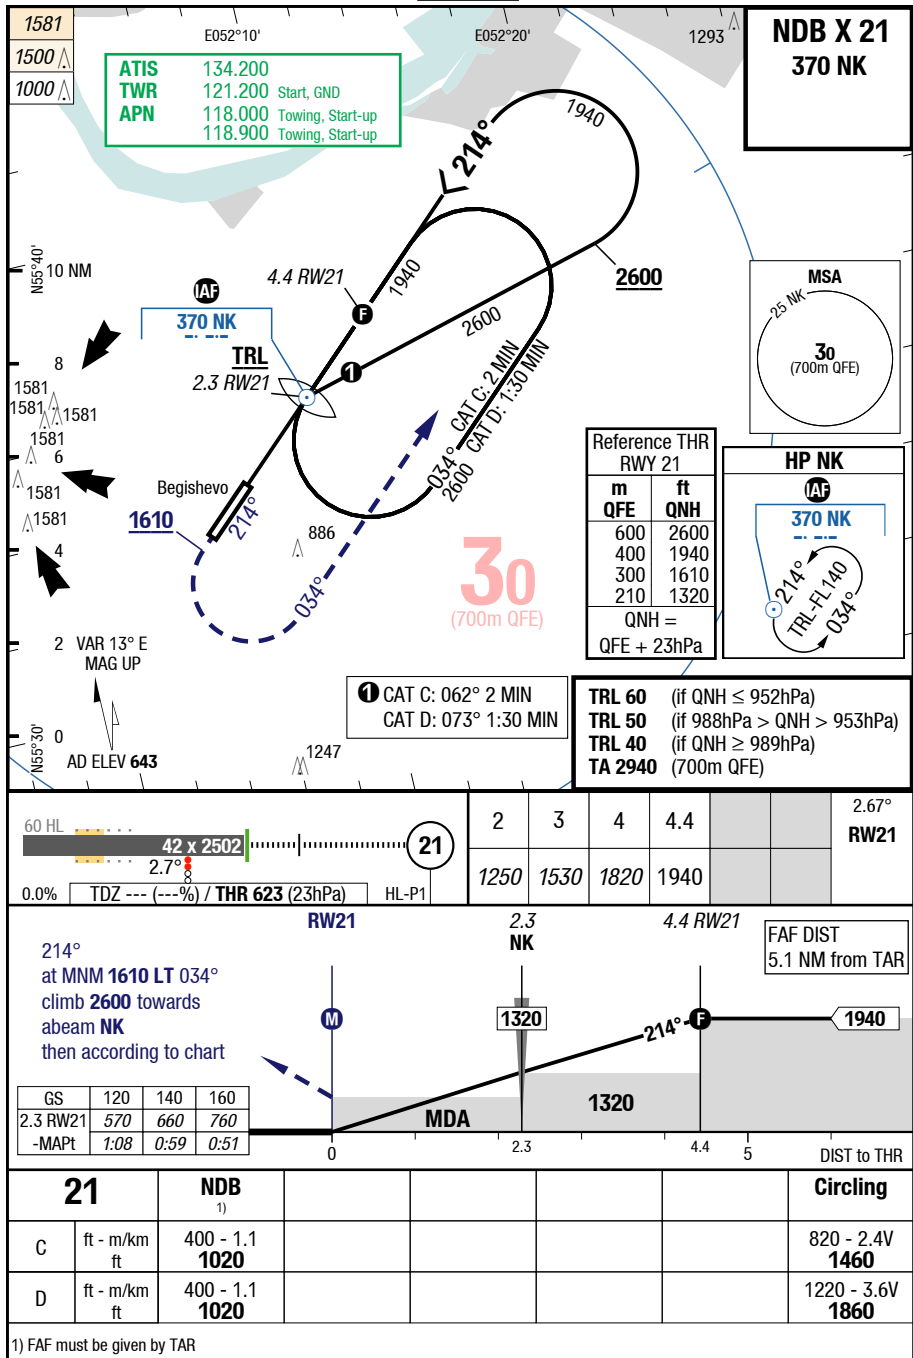 1581
1500
1000
E052°10'
E052°20'
1293
NDB X 21
370 NK
ATIS 134.200
TWR 121.200 Start, GND
APN 118.000 Towing, Start-up
118.900 Towing, Start-up
1940
214°
N55°40'
10 NM
4.4 RW21
F
1940
2600
IAF
370 NK
2600
MSA
25 NK
30
(700m QFE)
TRL
2.3 RW21
1
8
1581
1581
1581
1581
6
1581
1581
4
2
0
CAT C: 2 MIN
CAT D: 1:30 MIN
034°
2600
Begishevo
214°
1610
886
034°
30
(700m QFE)
Reference THR
RWY 21
m ft
QFE QNH
600 2600
400 1940
300 1610
210 1320
QNH =
QFE + 23hPa
HP NK
IAF
370 NK
214°
TRL-FL140
034°
VAR 13° E
MAG UP
N55°30'
AD ELEV 643
1247
1 CAT C: 062° 2 MIN
CAT D: 073° 1:30 MIN
TRL 60 (if QNH ≤ 952hPa)
TRL 50 (if 988hPa > QNH > 953hPa)
TRL 40 (if QNH ≥ 989hPa)
TA 2940 (700m QFE)
60 HL
42 x 2502
21
2.7°
0.0% TDZ --- (---%) / THR 623 (23hPa) HL-P1
2 3 4 4.4 2.67°
RW21
1250 1530 1820 1940
RW21
2.3
NK
4.4 RW21
FAF DIST
5.1 NM from TAR
214°
at MNM 1610 LT 034°
climb 2600 towards
abeam NK
then according to chart
M
1320
214°
F
1940
MDA
1320
GS 120 140 160
2.3 RW21 570 660 760
-MAPt 1:08 0:59 0:51
0 2.3 4.4 5 DIST to THR
21 NDB Circling
1)
C ft - m/km 400 - 1.1 820 - 2.4V
ft 1020 1460
D ft - m/km 400 - 1.1 1220 - 3.6V
ft 1020 1860
1) FAF must be given by TAR